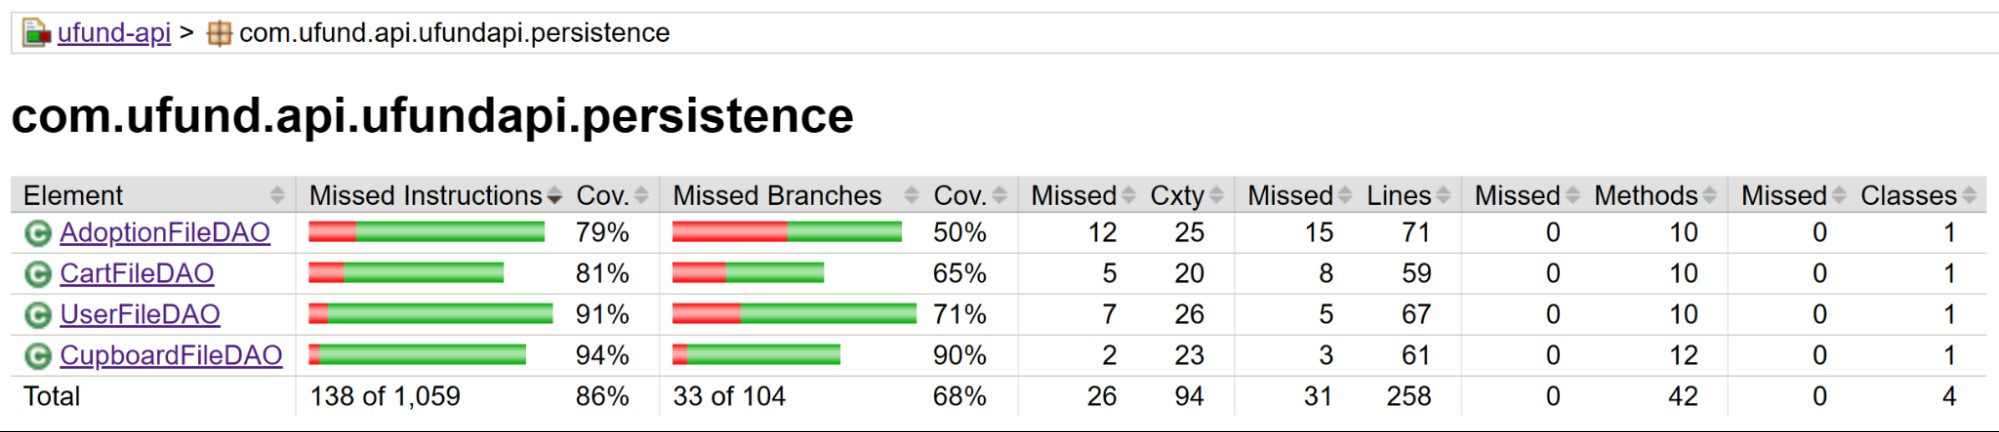 ufund-api > com.ufund.api.ufundapi.persistence
com.ufund.api.ufundapi.persistence
Element Missed Instructions Cov. Missed Branches Cov. Missed Cxty Missed Lines Missed Methods Missed Classes
C AdoptionFileDAO 79% 50% 12 25 15 71 0 10 0 1
C CartFileDAO 81% 65% 5 20 8 59 0 10 0 1
C UserFileDAO 91% 71% 7 26 5 67 0 10 0 1
C CupboardFileDAO 94% 90% 2 23 3 61 0 12 0 1
Total 138 of 1,059 86% 33 of 104 68% 26 94 31 258 0 42 0 4